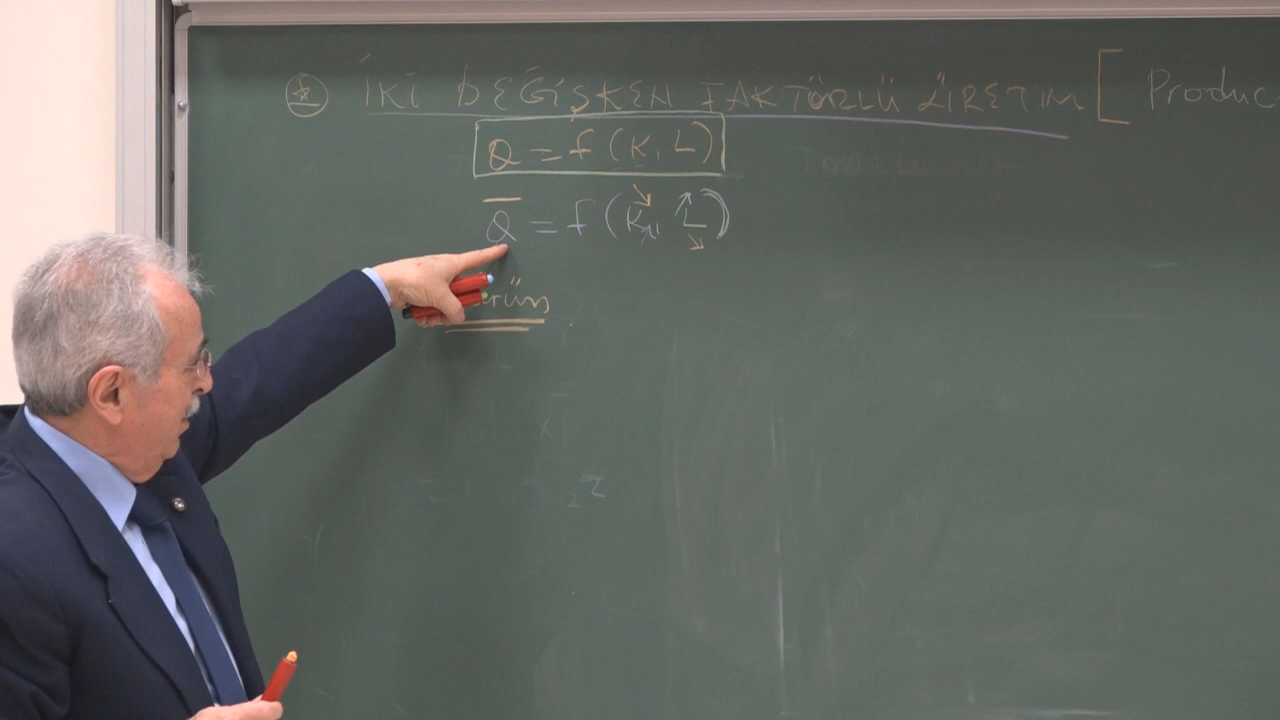 İKİ DEĞİŞKEN FAKTÖRLÜ ÜRETİM [ Produc
Q = f (K, L)
Q̅ = f (K, L)
ürün